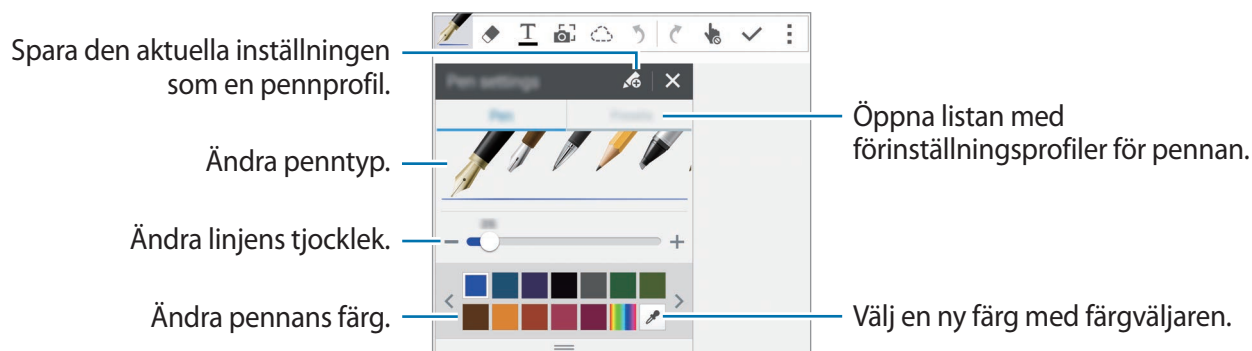 Spara den aktuella inställningen
som en pennprofil.
Ändra penntyp.
Ändra linjens tjocklek.
Ändra pennans färg.
T
Öppna listan med
förinställningsprofiler för pennan.
Välj en ny färg med färgväljaren.